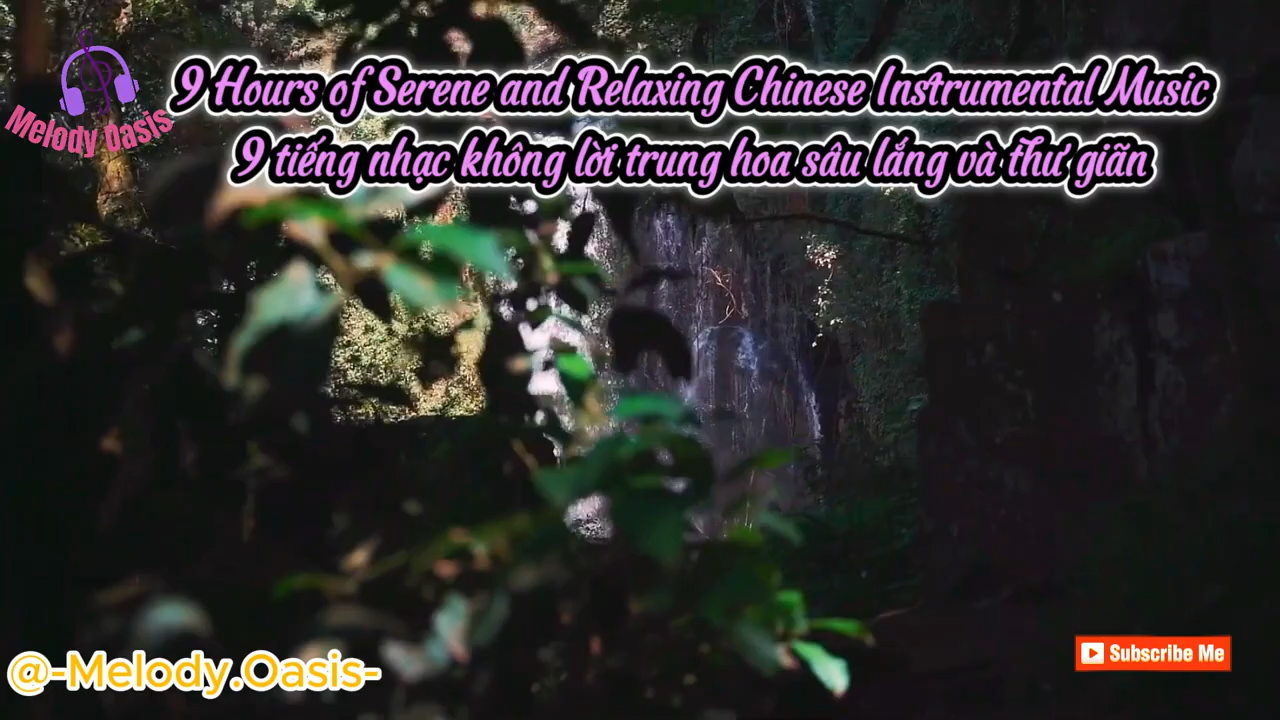 9 Hours of Serene and Relaxing Chinese Instrumental Music
Melody Oasis
9 tiếng nhạc không lời trung hoa sâu lắng và thư giãn
@-Melody.Oasis-
Subscribe Me